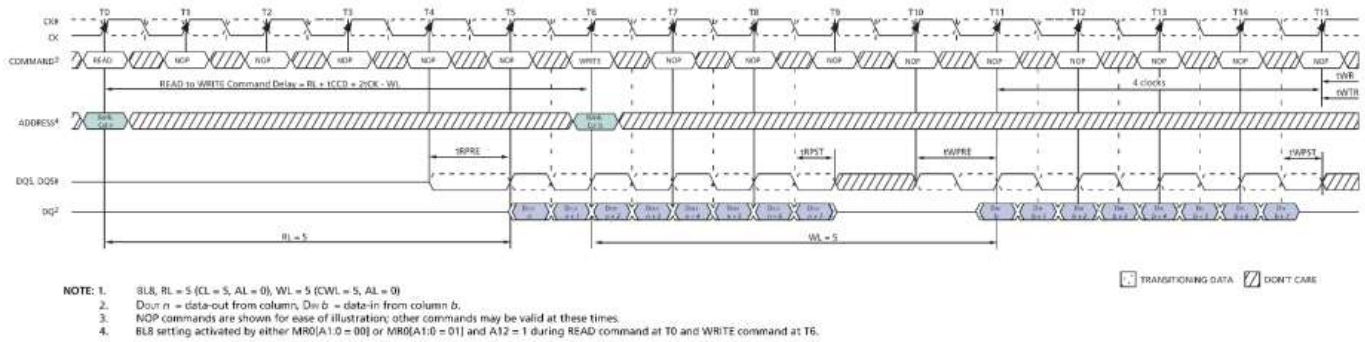 T0 T1 T2 T3 T4 T5 T6 T7 T8 T9 T10 T11 T12 T13 T14 T15
CK#
CK
COMMAND³ READ NOP NOP NOP NOP NOP WRITE NOP NOP NOP NOP NOP NOP NOP NOP NOP
READ to WRITE Command Delay = RL + tCCD + 2tCK - WL
4 clocks
tWR
tWTR
ADDRESS⁴
tRPRE tRPST tWPRE tWPST
DQS, DQS#
DQ²
RL = 5 WL = 5
TRANSITIONING DATA DON'T CARE
NOTE: 1. BL8, RL = 5 (CL = 5, AL = 0), WL = 5 (CWL = 5, AL = 0)
2. DOUT n = data-out from column, DIN b = data-in from column b.
3. NOP commands are shown for ease of illustration; other commands may be valid at these times.
4. BL8 setting activated by either MR0[A1:0 = 00] or MR0[A1:0 = 01] and A12 = 1 during READ command at T0 and WRITE command at T6.